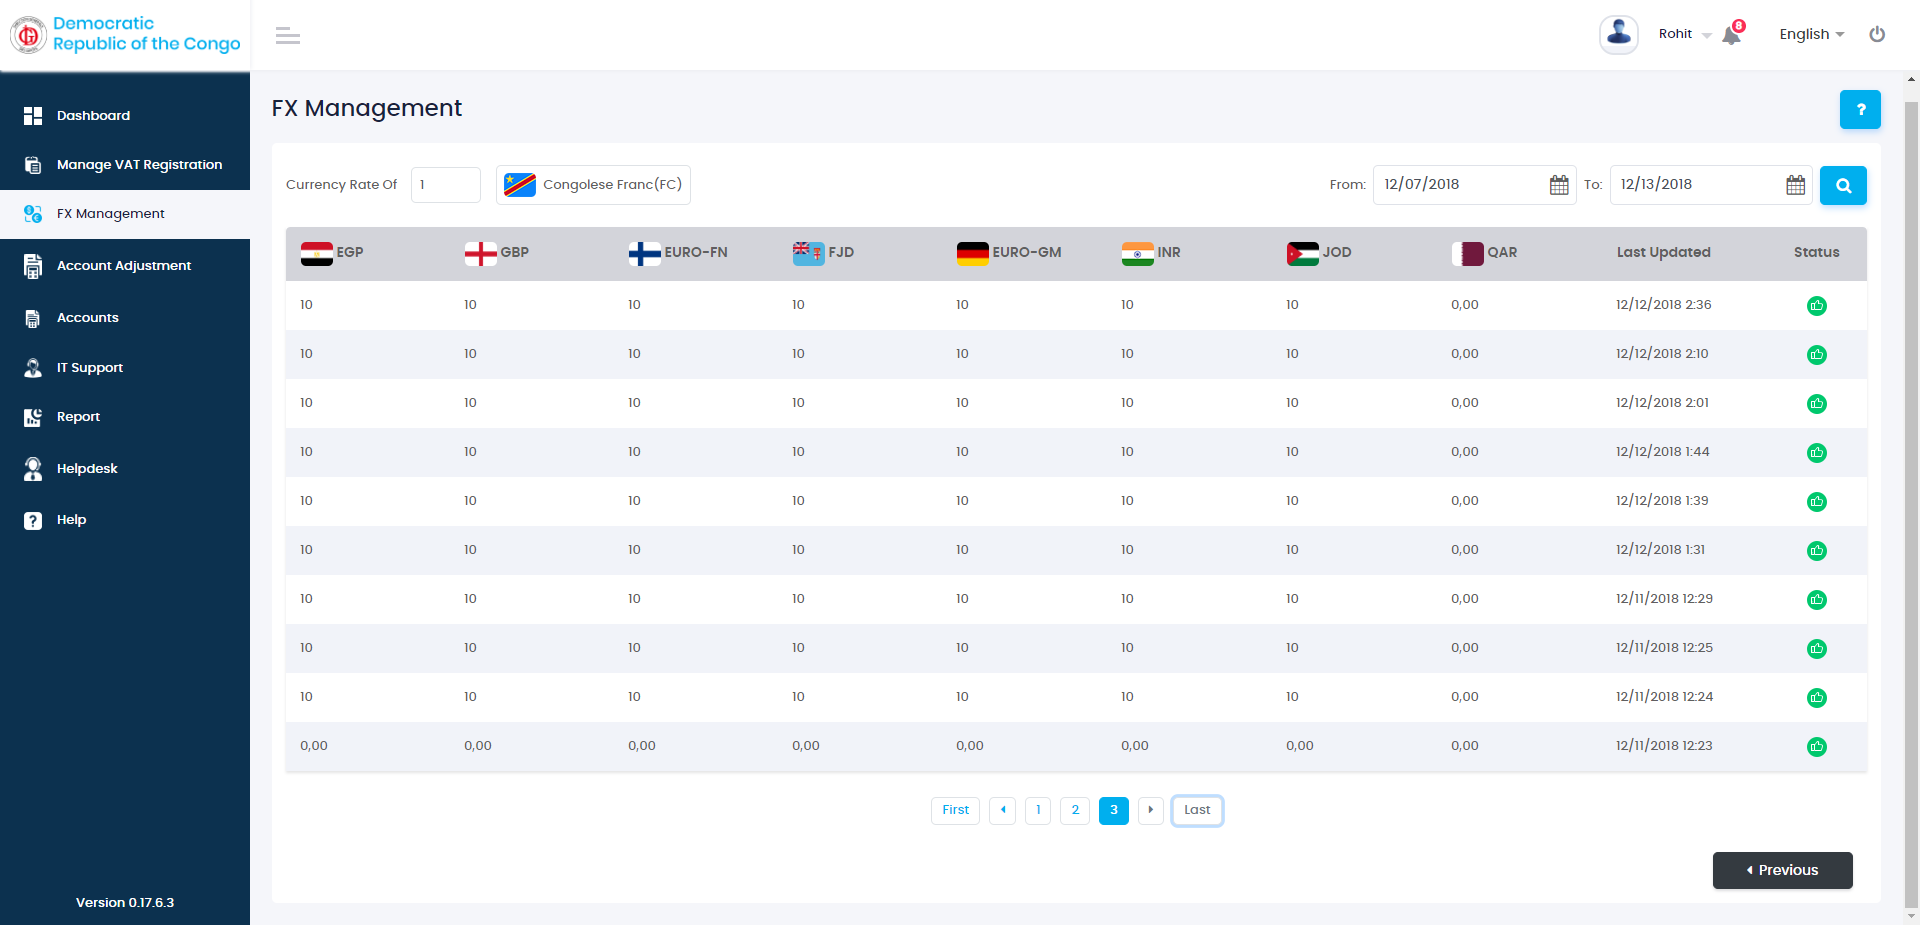 Democratic
Republic of the Congo
Rohit
8
English
Dashboard
Manage VAT Registration
FX Management
Account Adjustment
Accounts
IT Support
Report
Helpdesk
Help
Version 0.17.6.3
FX Management
?
Currency Rate Of 1 Congolese Franc(FC) From: 12/07/2018 To: 12/13/2018
EGP GBP EURO-FN FJD EURO-GM INR JOD QAR Last Updated Status
10 10 10 10 10 10 10 0,00 12/12/2018 2:36
10 10 10 10 10 10 10 0,00 12/12/2018 2:10
10 10 10 10 10 10 10 0,00 12/12/2018 2:01
10 10 10 10 10 10 10 0,00 12/12/2018 1:44
10 10 10 10 10 10 10 0,00 12/12/2018 1:39
10 10 10 10 10 10 10 0,00 12/12/2018 1:31
10 10 10 10 10 10 10 0,00 12/11/2018 12:29
10 10 10 10 10 10 10 0,00 12/11/2018 12:25
10 10 10 10 10 10 10 0,00 12/11/2018 12:24
0,00 0,00 0,00 0,00 0,00 0,00 0,00 0,00 12/11/2018 12:23
First 1 2 3 Last
Previous